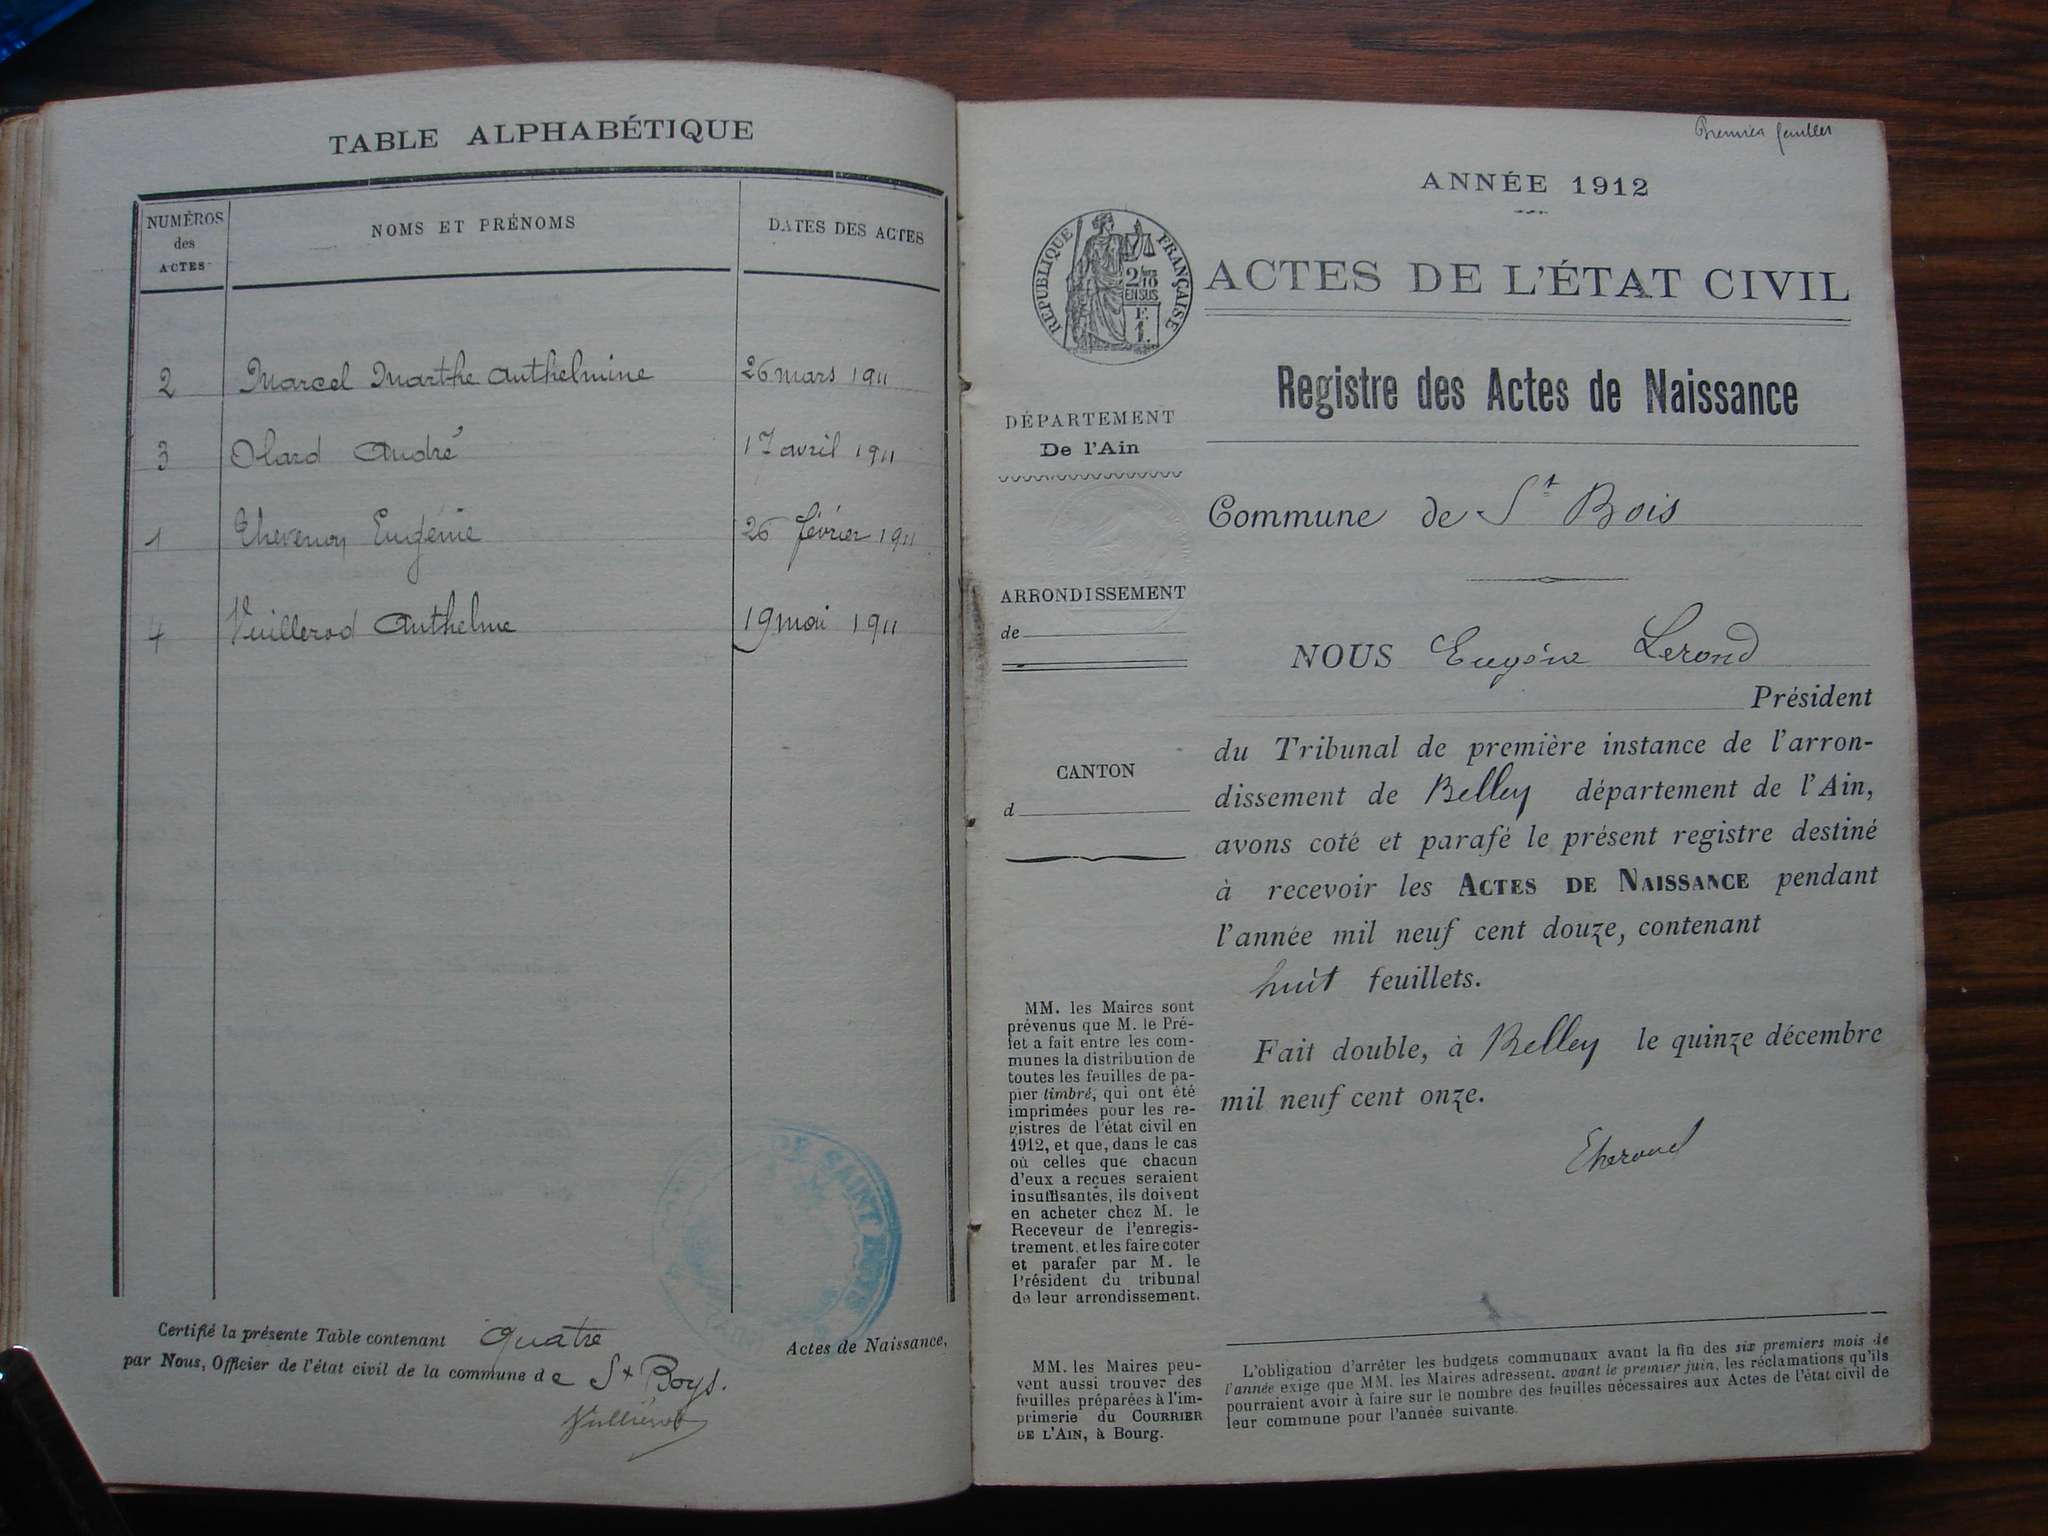 TABLE ALPHABÉTIQUE
NUMÉROS
des
ACTES
NOMS ET PRÉNOMS
DATES DES ACTES
2 Marcel Marthe Anthelmine 26 mars 1911
3 Olard André 17 avril 1911
1 Thevenon Eugénie 26 février 1911
4 Vuillerod Anthelme 19 mai 1911
DE SAINT BOYS
Certifié la présente Table contenant quatre Actes de Naissance,
par Nous, Officier de l'état civil de la commune de St Boys.
Vulliérod
Premier feuillet
ANNÉE 1912
RÉPUBLIQUE FRANÇAISE
2/10
EN SUS
F.
1.
ACTES DE L'ÉTAT CIVIL
Registre des Actes de Naissance
DÉPARTEMENT
De l'Ain
Commune de St Bois
ARRONDISSEMENT
de
NOUS Eugène Lerond
Président
du Tribunal de première instance de l'arron-
dissement de Belley département de l'Ain,
avons coté et parafé le présent registre destiné
à recevoir les ACTES DE NAISSANCE pendant
l'année mil neuf cent douze, contenant
huit feuillets.
Fait double, à Belley le quinze décembre
mil neuf cent onze.
CANTON
d
MM. les Maires sont
prévenus que M. le Pré-
fet a fait entre les com-
munes la distribution de
toutes les feuilles de pa-
pier timbré, qui ont été
imprimées pour les re-
gistres de l'état civil en
1912, et que, dans le cas
où celles que chacun
d'eux a reçues seraient
insuffisantes, ils doivent
en acheter chez M. le
Receveur de l'enregis-
trement, et les faire coter
et parafer par M. le
Président du tribunal
de leur arrondissement.
MM. les Maires peu-
vent aussi trouver des
feuilles préparées à l'im-
primerie du COURRIER
DE L'AIN, à Bourg.
L'obligation d'arrêter les budgets communaux avant la fin des six premiers mois de
l'année exige que MM. les Maires adressent, avant le premier juin, les réclamations qu'ils
pourraient avoir à faire sur le nombre des feuilles nécessaires aux Actes de l'état civil de
leur commune pour l'année suivante.